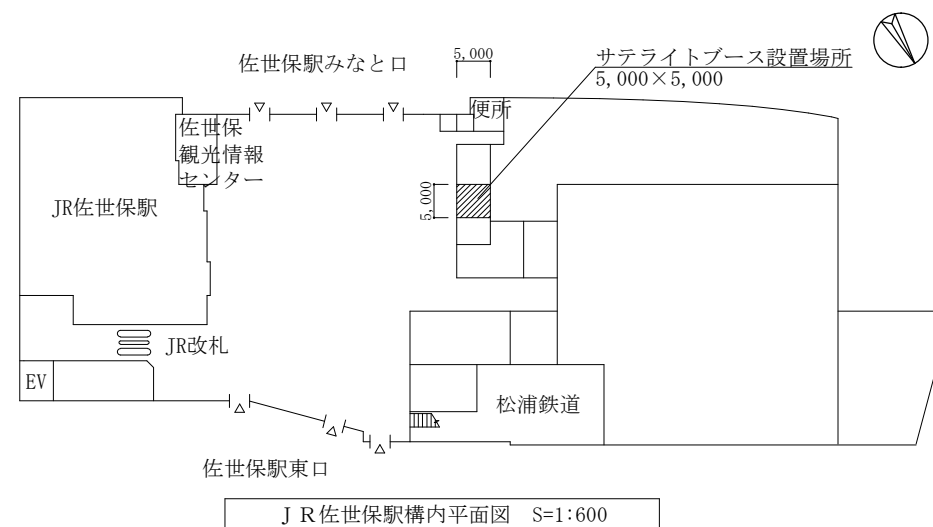 佐世保駅みなと口
5,000
サテライトブース設置場所
5,000×5,000
便所
佐世保
観光情報
センター
5,000
JR佐世保駅
JR改札
EV
松浦鉄道
佐世保駅東口
ＪＲ佐世保駅構内平面図 S=1:600